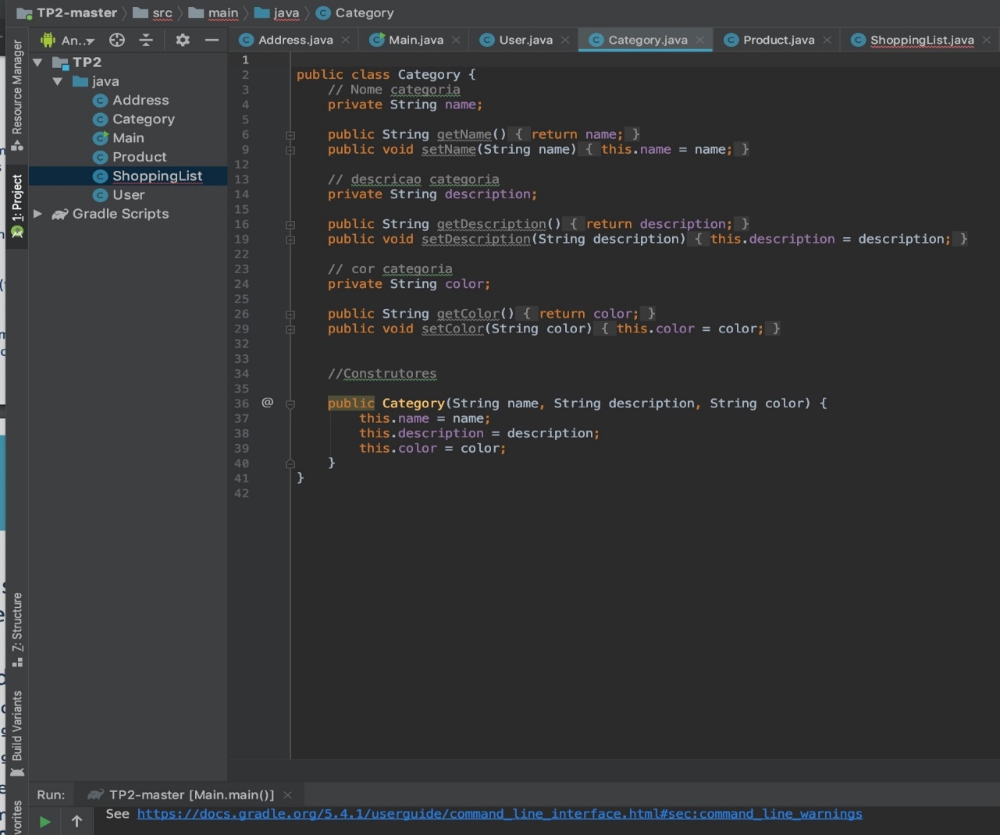 TP2-master src main java Category
An... Address.java Main.java User.java Category.java Product.java ShoppingList.java
Resource Manager
1: Project
Z: Structure
Build Variants
TP2
java
Address
Category
Main
Product
ShoppingList
User
Gradle Scripts
1
2 public class Category {
3 // Nome categoria
4 private String name;
5
6 public String getName() { return name; }
9 public void setName(String name) { this.name = name; }
12
13 // descricao categoria
14 private String description;
15
16 public String getDescription() { return description; }
19 public void setDescription(String description) { this.description = description; }
22
23 // cor categoria
24 private String color;
25
26 public String getColor() { return color; }
29 public void setColor(String color) { this.color = color; }
32
33
34 //Construtores
35
36 @ public Category(String name, String description, String color) {
37 this.name = name;
38 this.description = description;
39 this.color = color;
40 }
41 }
42
Run: TP2-master [Main.main()]
See https://docs.gradle.org/5.4.1/userguide/command_line_interface.html#sec:command_line_warnings